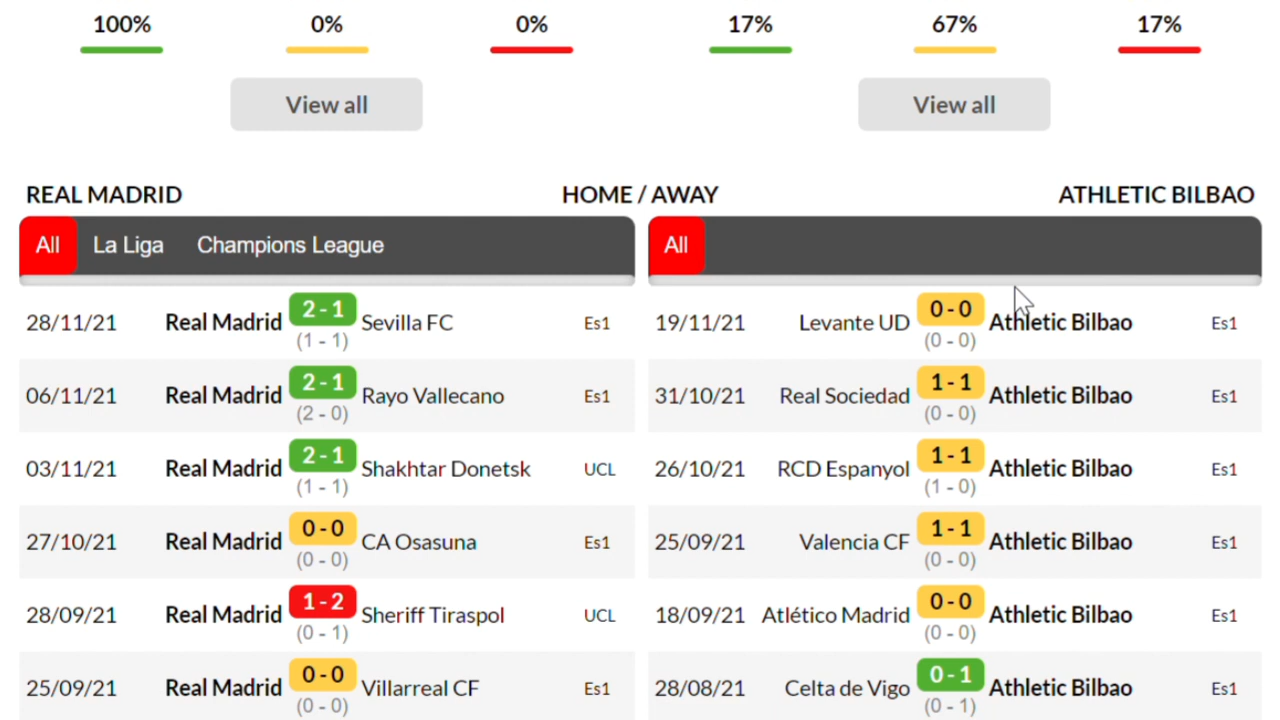 100% 0% 0% 17% 67% 17%
View all View all
REAL MADRID HOME / AWAY ATHLETIC BILBAO
All La Liga Champions League All
28/11/21 Real Madrid 2 - 1 Sevilla FC Es1 19/11/21 Levante UD 0 - 0 Athletic Bilbao Es1
(1 - 1) (0 - 0)
06/11/21 Real Madrid 2 - 1 Rayo Vallecano Es1 31/10/21 Real Sociedad 1 - 1 Athletic Bilbao Es1
(2 - 0) (0 - 0)
03/11/21 Real Madrid 2 - 1 Shakhtar Donetsk UCL 26/10/21 RCD Espanyol 1 - 1 Athletic Bilbao Es1
(1 - 1) (1 - 0)
27/10/21 Real Madrid 0 - 0 CA Osasuna Es1 25/09/21 Valencia CF 1 - 1 Athletic Bilbao Es1
(0 - 0) (0 - 0)
28/09/21 Real Madrid 1 - 2 Sheriff Tiraspol UCL 18/09/21 Atlético Madrid 0 - 0 Athletic Bilbao Es1
(0 - 1) (0 - 0)
25/09/21 Real Madrid 0 - 0 Villarreal CF Es1 28/08/21 Celta de Vigo 0 - 1 Athletic Bilbao Es1
(0 - 0) (0 - 1)